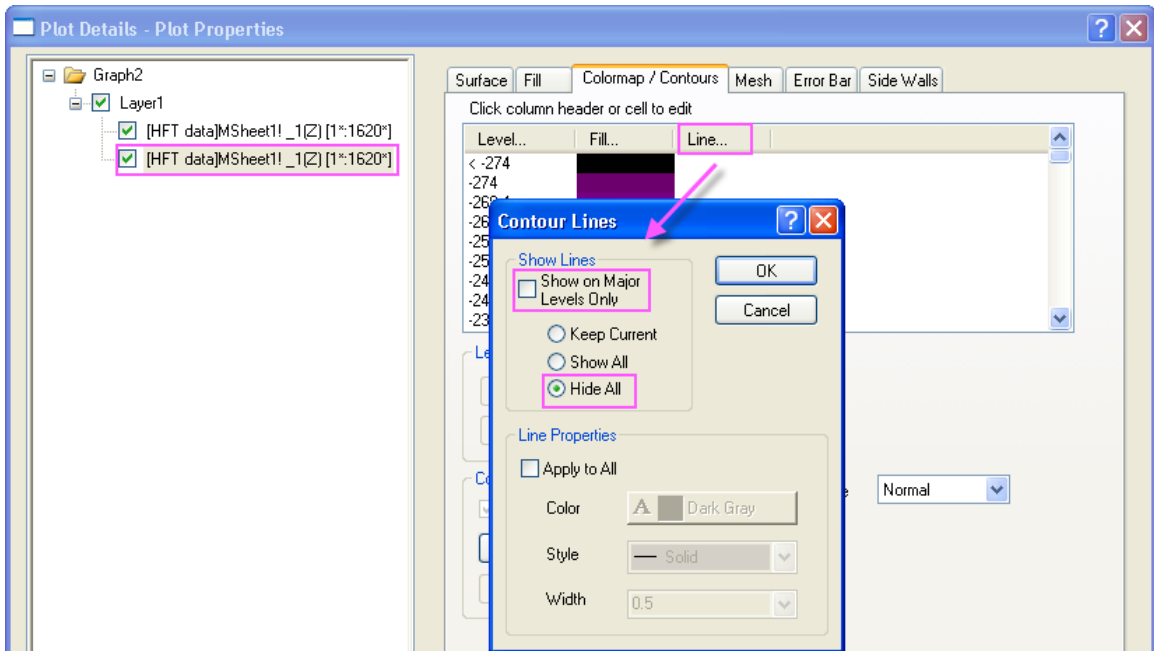 Plot Details - Plot Properties
Graph2
Layer1
[HFT data]MSheet1! _1(Z) [1*:1620*]
[HFT data]MSheet1! _1(Z) [1*:1620*]
Surface Fill Colormap / Contours Mesh Error Bar Side Walls
Click column header or cell to edit
Level... Fill... Line...
< -274
-274
Contour Lines
Show Lines
Show on Major
Levels Only
Keep Current
Show All
Hide All
OK
Cancel
Line Properties
Apply to All
Color Dark Gray
Style Solid
Width 0.5
Normal